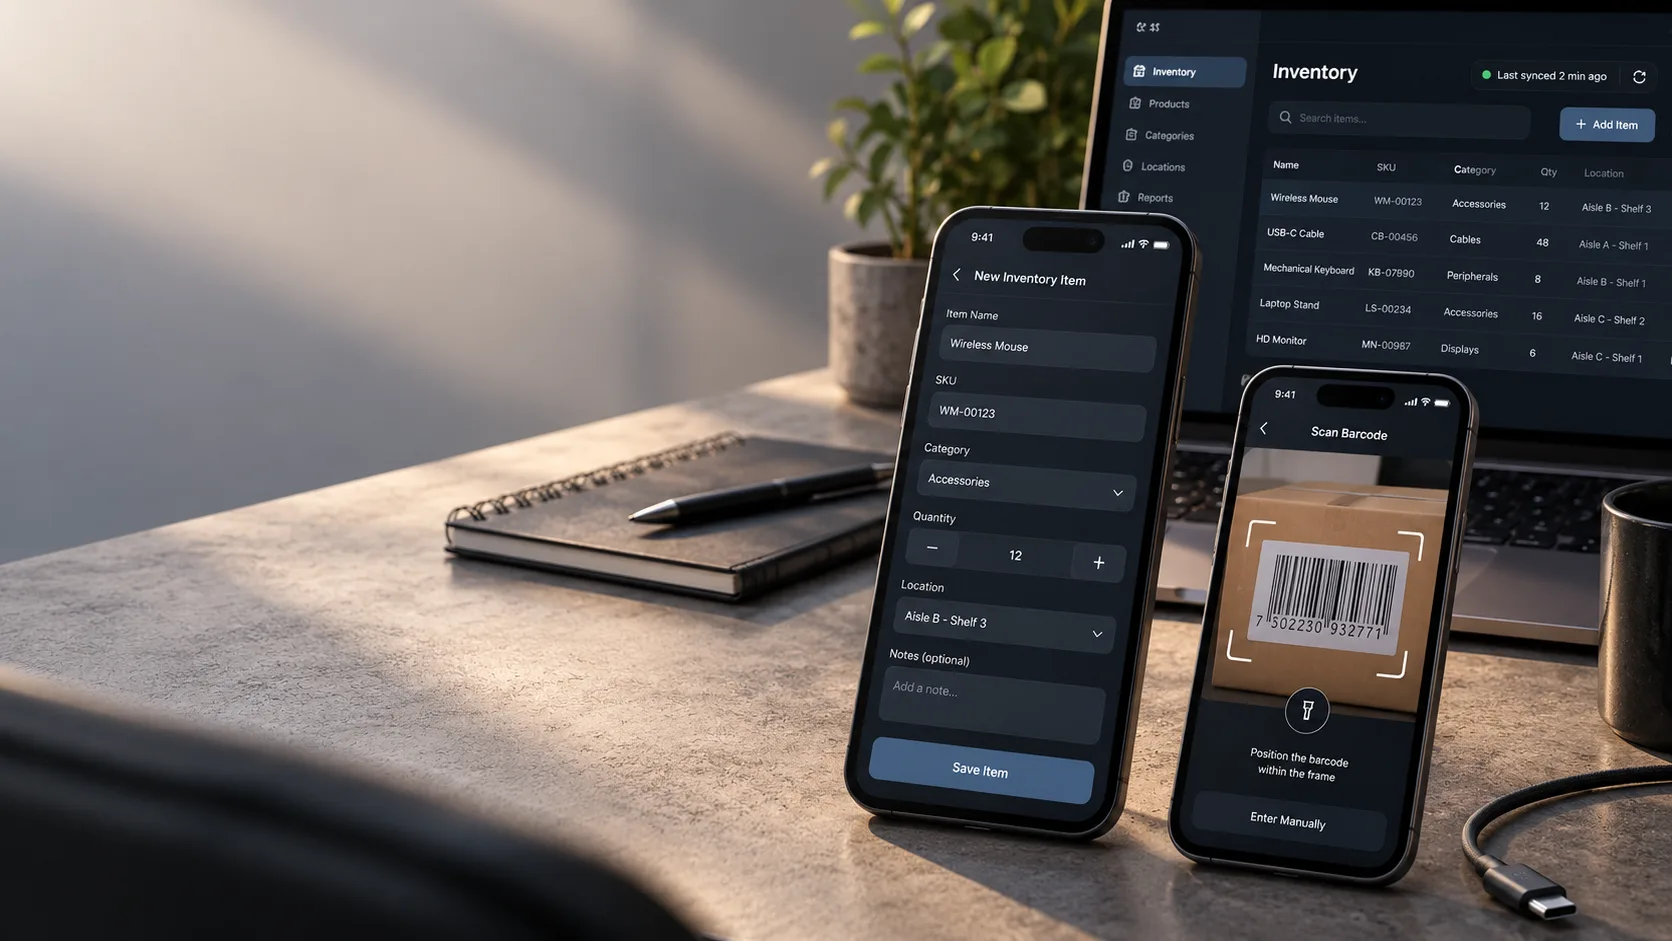 Inventory
Products
Categories
Locations
Reports
Inventory
Last synced 2 min ago
Search items...
+ Add Item
Name SKU Category Qty Location
Wireless Mouse WM-00123 Accessories 12 Aisle B - Shelf 3
USB-C Cable CB-00456 Cables 48 Aisle A - Shelf 1
Mechanical Keyboard KB-07890 Peripherals 8 Aisle B - Shelf 1
Laptop Stand LS-00234 Accessories 16 Aisle C - Shelf 2
HD Monitor MN-00987 Displays 6 Aisle C - Shelf 1
9:41
New Inventory Item
Item Name
Wireless Mouse
SKU
WM-00123
Category
Accessories
Quantity
− 12 +
Location
Aisle B - Shelf 3
Notes (optional)
Add a note...
Save Item
9:41
Scan Barcode
7 502230 932771
Position the barcode
within the frame
Enter Manually